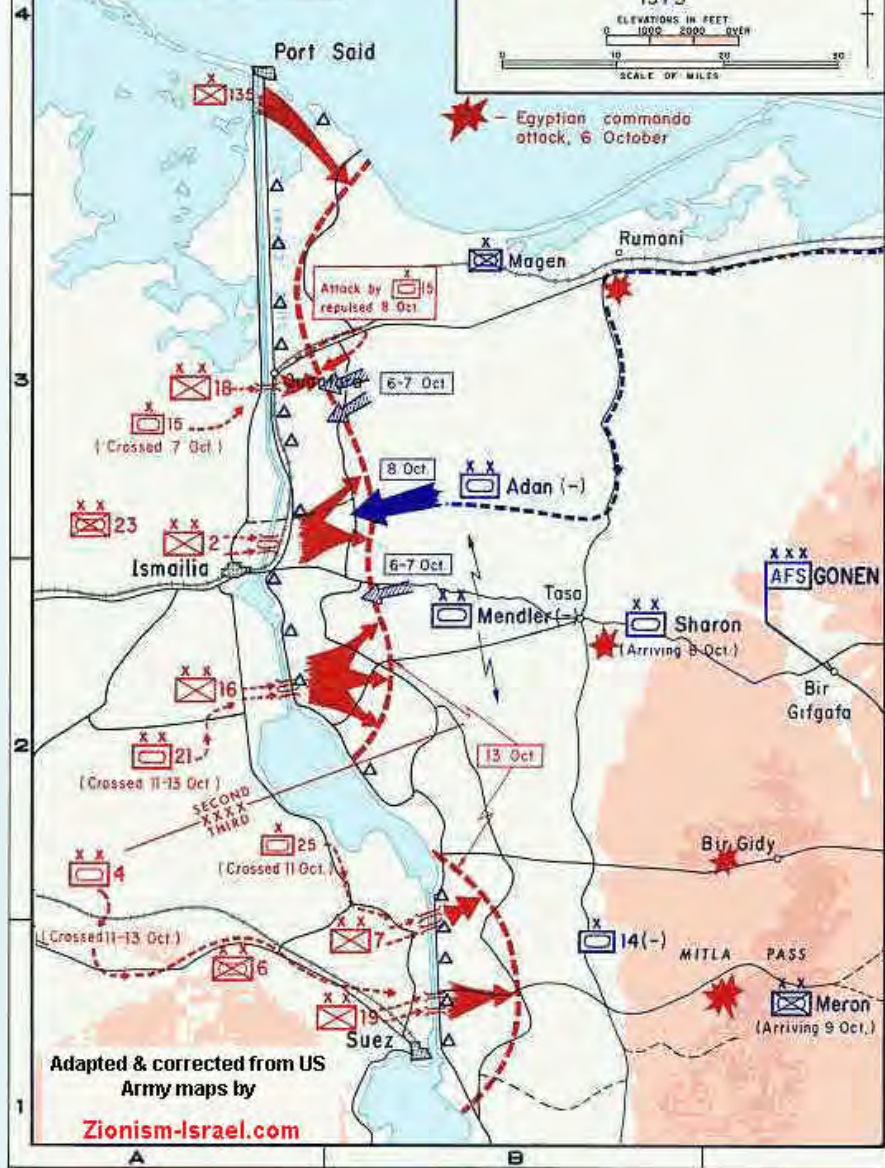 4
1973
ELEVATIONS IN FEET
0 1000 2000 OVER
0 10 20 30
SCALE OF MILES
Port Said
X
135
- Egyptian commando
attack, 6 October
Rumani
X
Magen
Attack by X 15
repulsed 8 Oct.
3
X X
18
6-7 Oct
X
15
(Crossed 7 Oct.)
8 Oct.
X X
Adan (-)
X X
23
X X
2
Ismailia
6-7 Oct.
X X
Mendler (-)
Tasa
X X
Sharon
(Arriving 8 Oct.)
X X X
AFS GONEN
Bir
Gifgafa
X X
16
2
X X
21
(Crossed 11-13 Oct.)
13 Oct
SECOND
XXXX
THIRD
X
25
(Crossed 11 Oct.)
Bir Gidy
X X
4
(Crossed 11-13 Oct.)
X X
7
X
14 (-)
X X
6
MITLA PASS
X X
19
X X
Meron
(Arriving 9 Oct.)
Suez
Adapted & corrected from US
Army maps by
Zionism-Israel.com
1
A
B